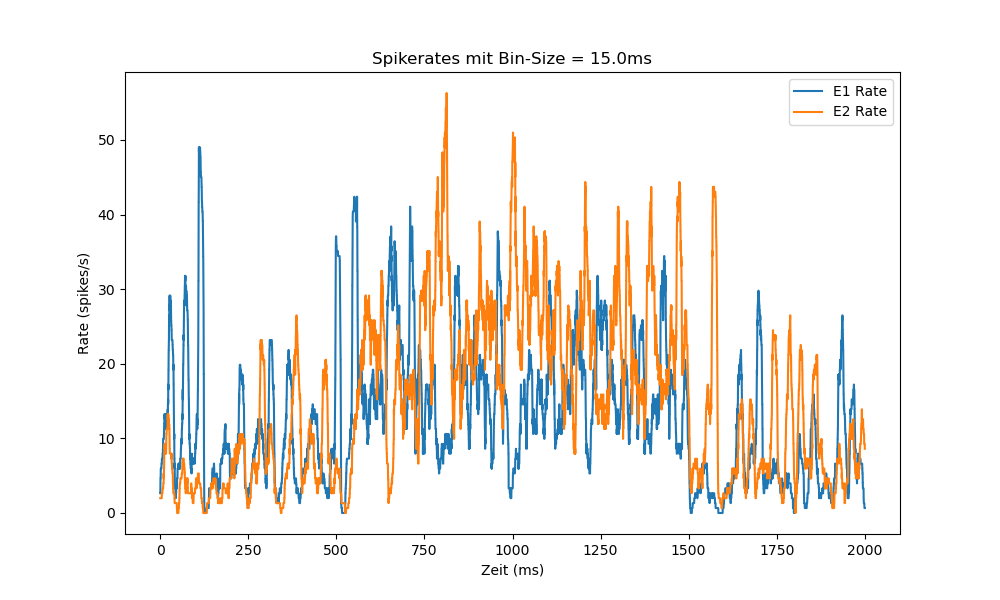 Spikerates mit Bin-Size = 15.0ms
E1 Rate
E2 Rate
Rate (spikes/s)
50
40
30
20
10
0
0 250 500 750 1000 1250 1500 1750 2000
Zeit (ms)